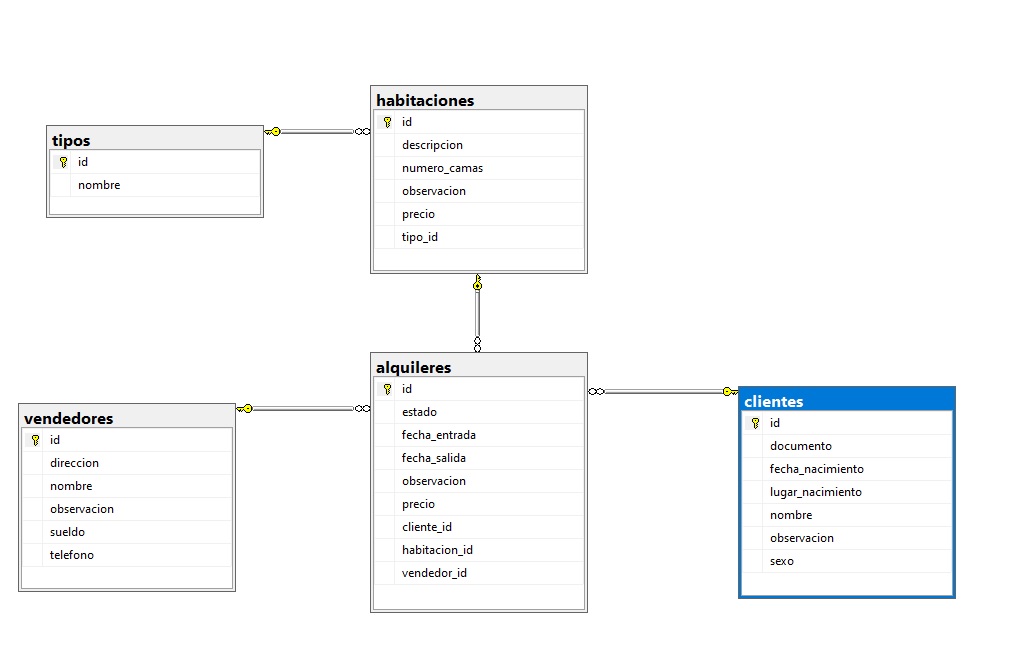 habitaciones
id
descripcion
numero_camas
observacion
precio
tipo_id
tipos
id
nombre
alquileres
id
estado
fecha_entrada
fecha_salida
observacion
precio
cliente_id
habitacion_id
vendedor_id
vendedores
id
direccion
nombre
observacion
sueldo
telefono
clientes
id
documento
fecha_nacimiento
lugar_nacimiento
nombre
observacion
sexo